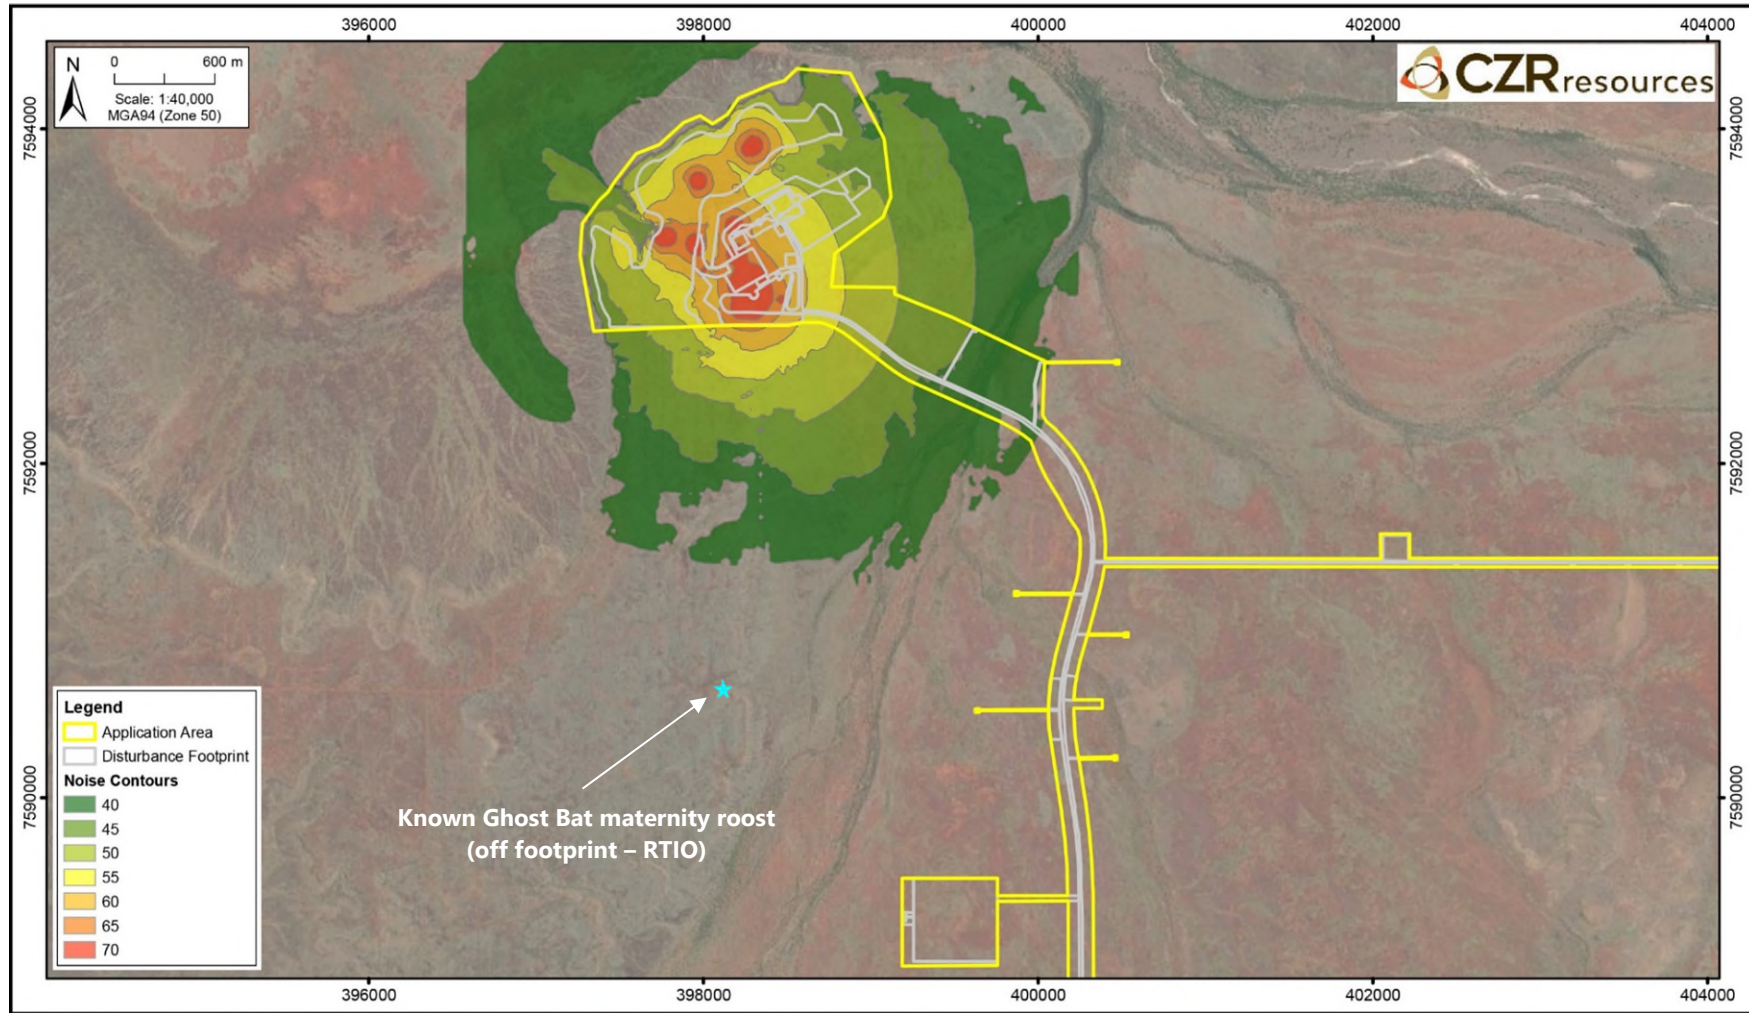 396000 398000 400000 402000 404000
N 0 600 m
Scale: 1:40,000
MGA94 (Zone 50)
CZR resources
7594000 7594000
7592000 7592000
7590000 7590000
Known Ghost Bat maternity roost
(off footprint – RTIO)
Legend
Application Area
Disturbance Footprint
Noise Contours
40
45
50
55
60
65
70
396000 398000 400000 402000 404000